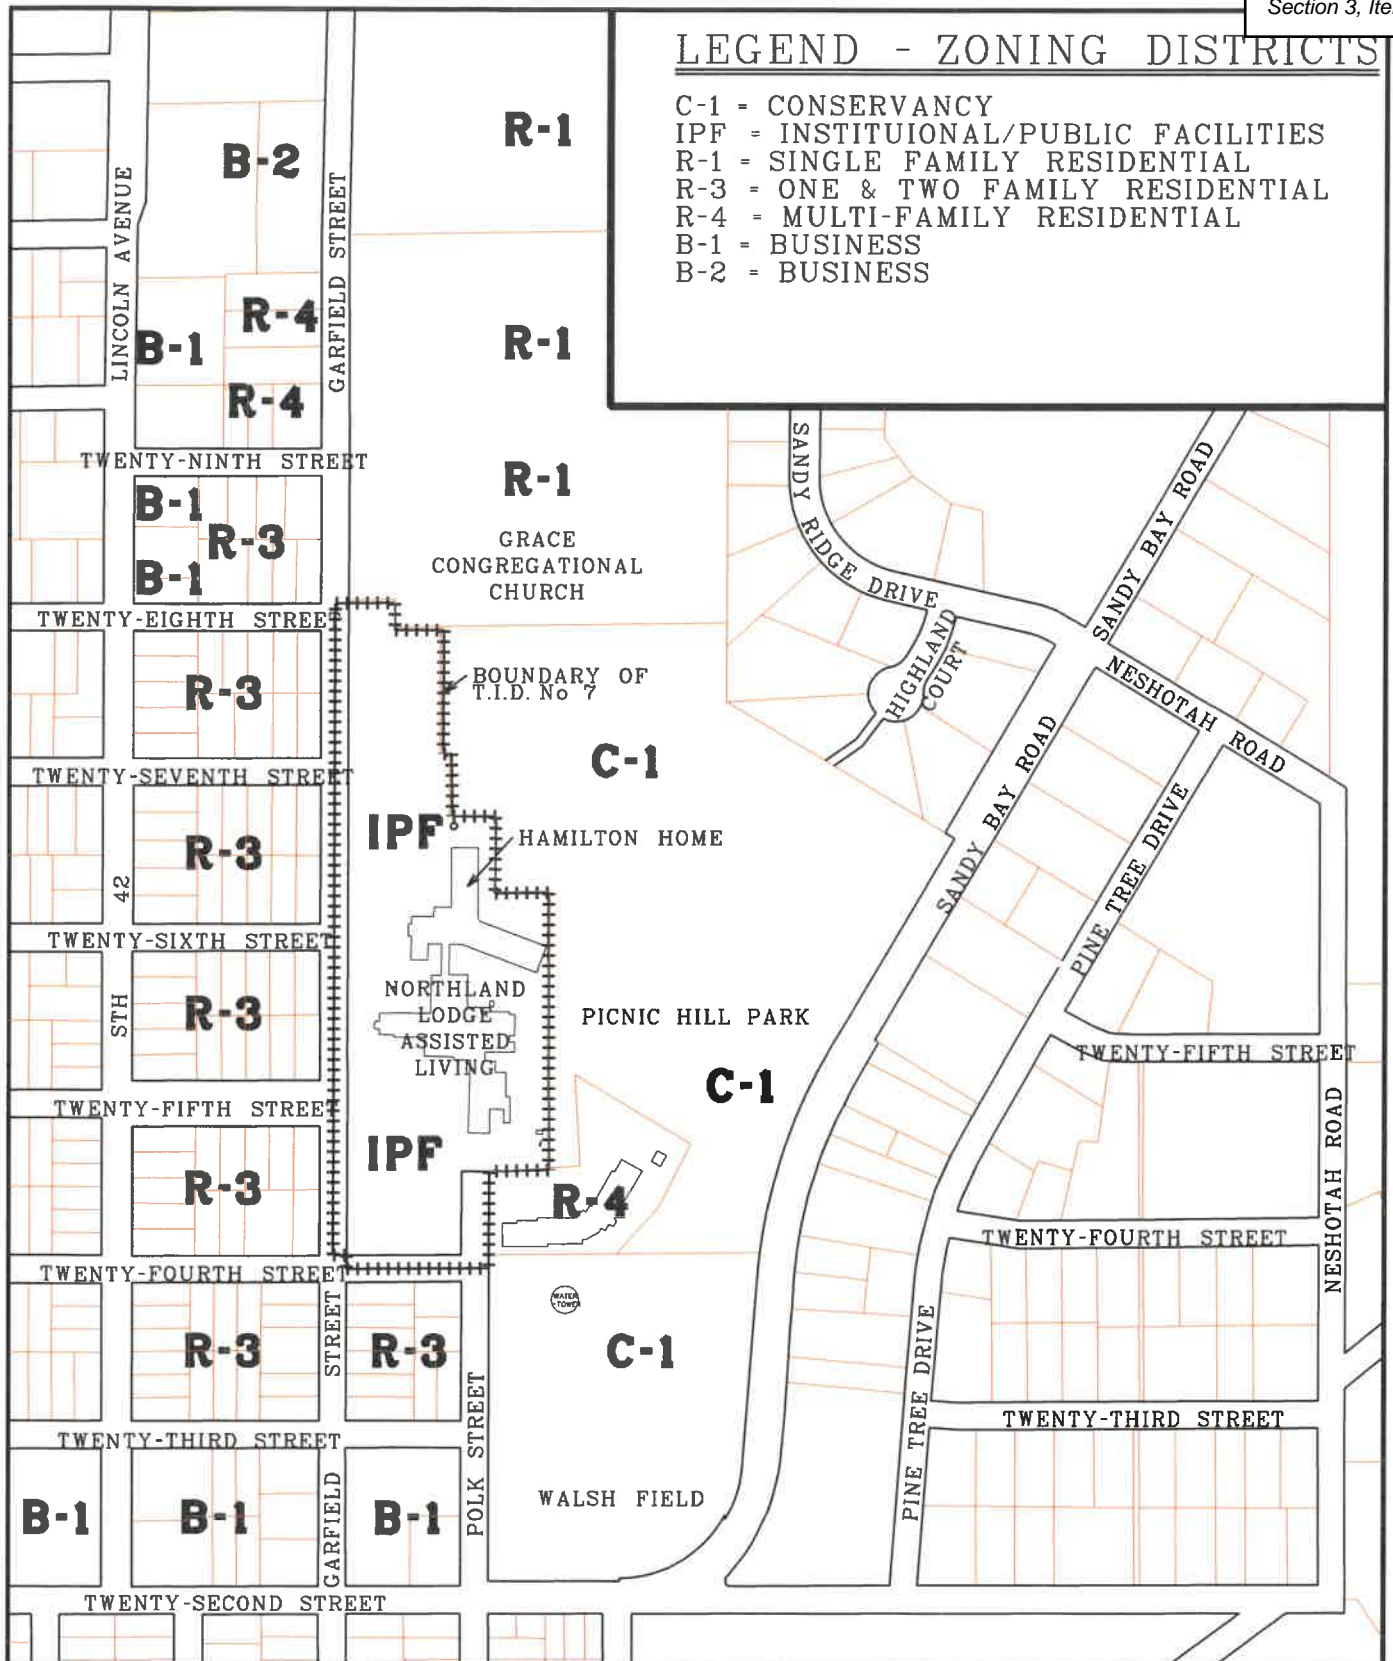 Section 3, Ite
LEGEND - ZONING DISTRICTS
C-1 = CONSERVANCY
IPF = INSTITUIONAL/PUBLIC FACILITIES
R-1 = SINGLE FAMILY RESIDENTIAL
R-3 = ONE & TWO FAMILY RESIDENTIAL
R-4 = MULTI-FAMILY RESIDENTIAL
B-1 = BUSINESS
B-2 = BUSINESS
R-1
B-2
LINCOLN AVENUE
GARFIELD STREET
R-4
B-1
R-1
R-4
TWENTY-NINTH STREET
R-1
B-1
R-3
B-1
GRACE
CONGREGATIONAL
CHURCH
SANDY RIDGE DRIVE
SANDY BAY ROAD
TWENTY-EIGHTH STREET
HIGHLAND
COURT
NESHOTAH ROAD
BOUNDARY OF
T.I.D. No 7
R-3
C-1
TWENTY-SEVENTH STREET
SANDY BAY ROAD
PINE TREE DRIVE
IPF
HAMILTON HOME
R-3
42
TWENTY-SIXTH STREET
NORTHLAND
LODGE
ASSISTED
LIVING
R-3
STH
PICNIC HILL PARK
C-1
TWENTY-FIFTH STREET
TWENTY-FIFTH STREET
NESHOTAH ROAD
IPF
R-3
R-4
TWENTY-FOURTH STREET
TWENTY-FOURTH STREET
WATER
TOWER
R-3
STREET
R-3
C-1
PINE TREE DRIVE
TWENTY-THIRD STREET
TWENTY-THIRD STREET
POLK STREET
GARFIELD
B-1
B-1
B-1
WALSH FIELD
TWENTY-SECOND STREET